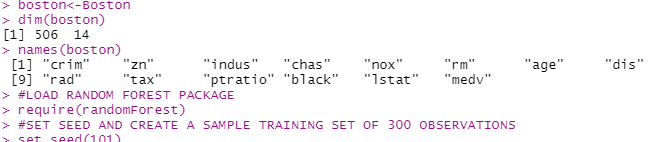 > boston<-Boston
> dim(boston)
[1] 506  14
> names(boston)
 [1] "crim"    "zn"      "indus"   "chas"    "nox"     "rm"      "age"     "dis"
 [9] "rad"     "tax"     "ptratio" "black"   "lstat"   "medv"
> #LOAD RANDOM FOREST PACKAGE
> require(randomForest)
> #SET SEED AND CREATE A SAMPLE TRAINING SET OF 300 OBSERVATIONS
> set.seed(101)